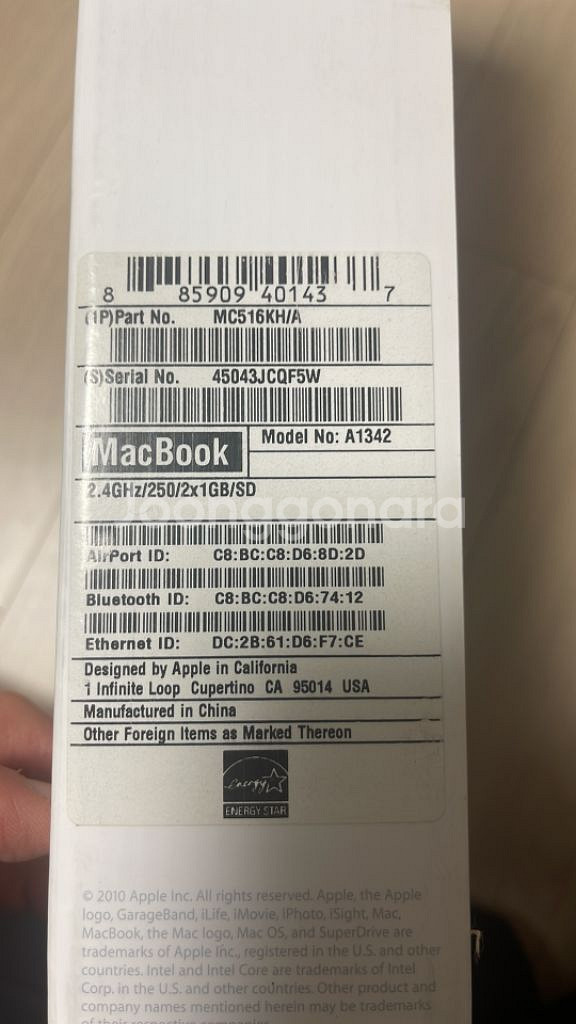 8 85909 40143 7
(1P)Part No. MC516KH/A
(S)Serial No. 45043JCQF5W
MacBook
Model No: A1342
2.4GHz/250/2x1GB/SD
joonggonara
AirPort ID: C8:BC:C8:D6:8D:2D
Bluetooth ID: C8:BC:C8:D6:74:12
Ethernet ID: DC:2B:61:D6:F7:CE
Designed by Apple in California
1 Infinite Loop Cupertino CA 95014 USA
Manufactured in China
Other Foreign Items as Marked Thereon
energy
ENERGY STAR
© 2010 Apple Inc. All rights reserved. Apple, the Apple
logo, GarageBand, iLife, iMovie, iPhoto, iSight, Mac,
MacBook, the Mac logo, Mac OS, and SuperDrive are
trademarks of Apple Inc., registered in the U.S. and other
countries. Intel and Intel Core are trademarks of Intel
Corp. in the U.S. and other countries. Other product and
company names mentioned herein may be trademarks
of their respective companies.